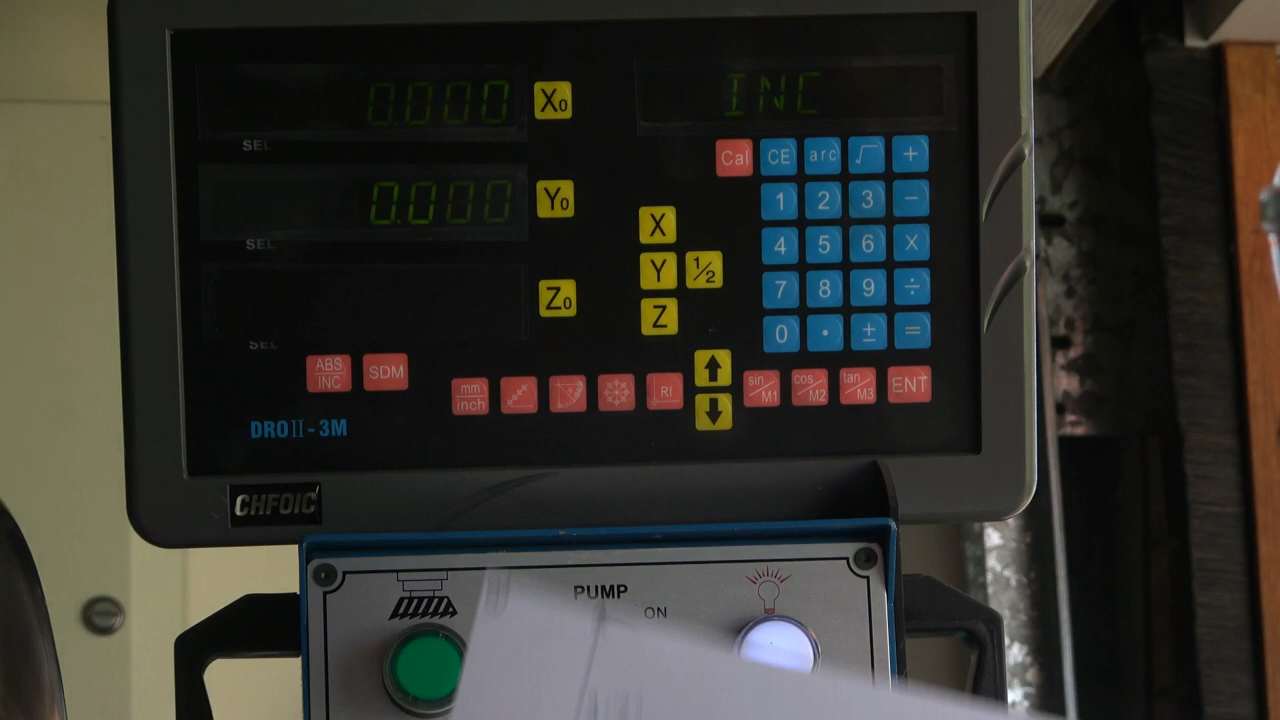 0.000 X0 INC
SEL
Cal CE arc √ +
0.000 Y0
1 2 3 −
SEL
X
4 5 6 X
Y ½
7 8 9 ÷
Z0
Z
0 . ± =
SEL
ABS/INC SDM
mm/inch RI ↑ sin/M1 cos/M2 tan/M3 ENT
↓
DROII-3M
CHFOIC
PUMP
ON